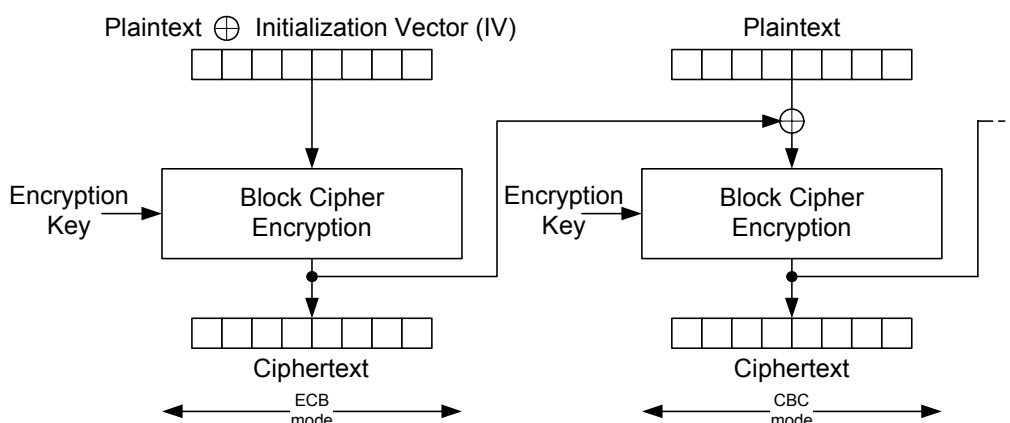 Plaintext ⊕ Initialization Vector (IV)
Plaintext
Encryption
Key
Block Cipher
Encryption
Encryption
Key
Block Cipher
Encryption
Ciphertext
Ciphertext
ECB
mode
CBC
mode